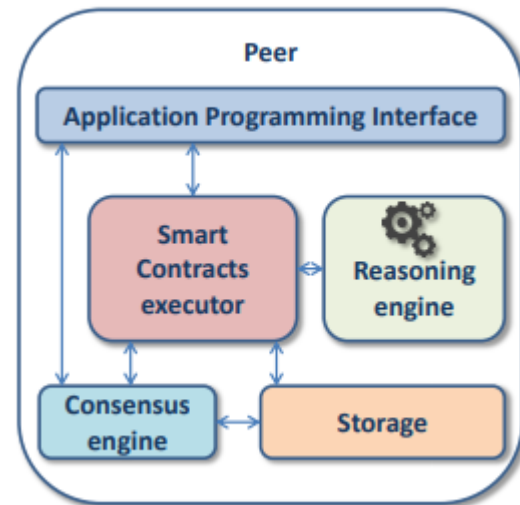 Peer
Application Programming Interface
Smart
Contracts
executor
Reasoning
engine
Consensus
engine
Storage